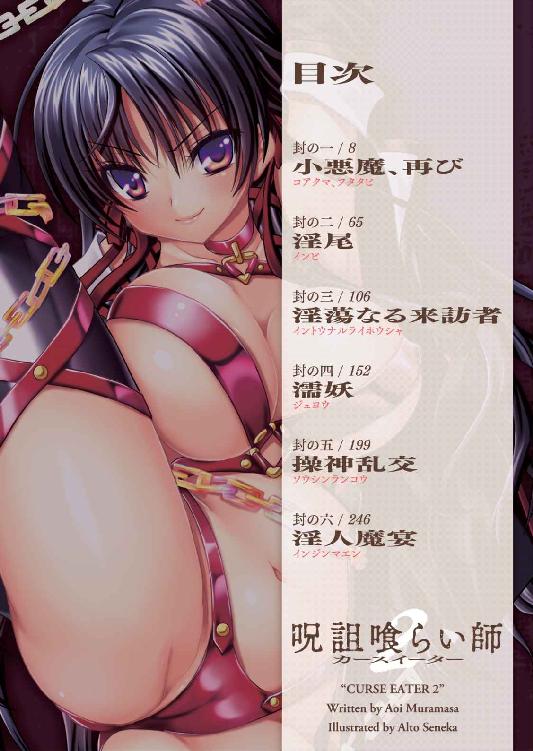 目次
封の一 / 8
小悪魔、再び
コアクマ、フタタビ
封の二 / 65
淫尾
インビ
封の三 / 106
淫蕩なる来訪者
イントウナルライホウシャ
封の四 / 152
濡妖
ジュヨウ
封の五 / 199
操神乱交
ソウシンランコウ
封の六 / 246
淫人魔宴
インジンマエン
呪詛喰らい師2
カースイーター
“CURSE EATER 2”
Written by Aoi Muramasa
Illustrated by Alto Seneka